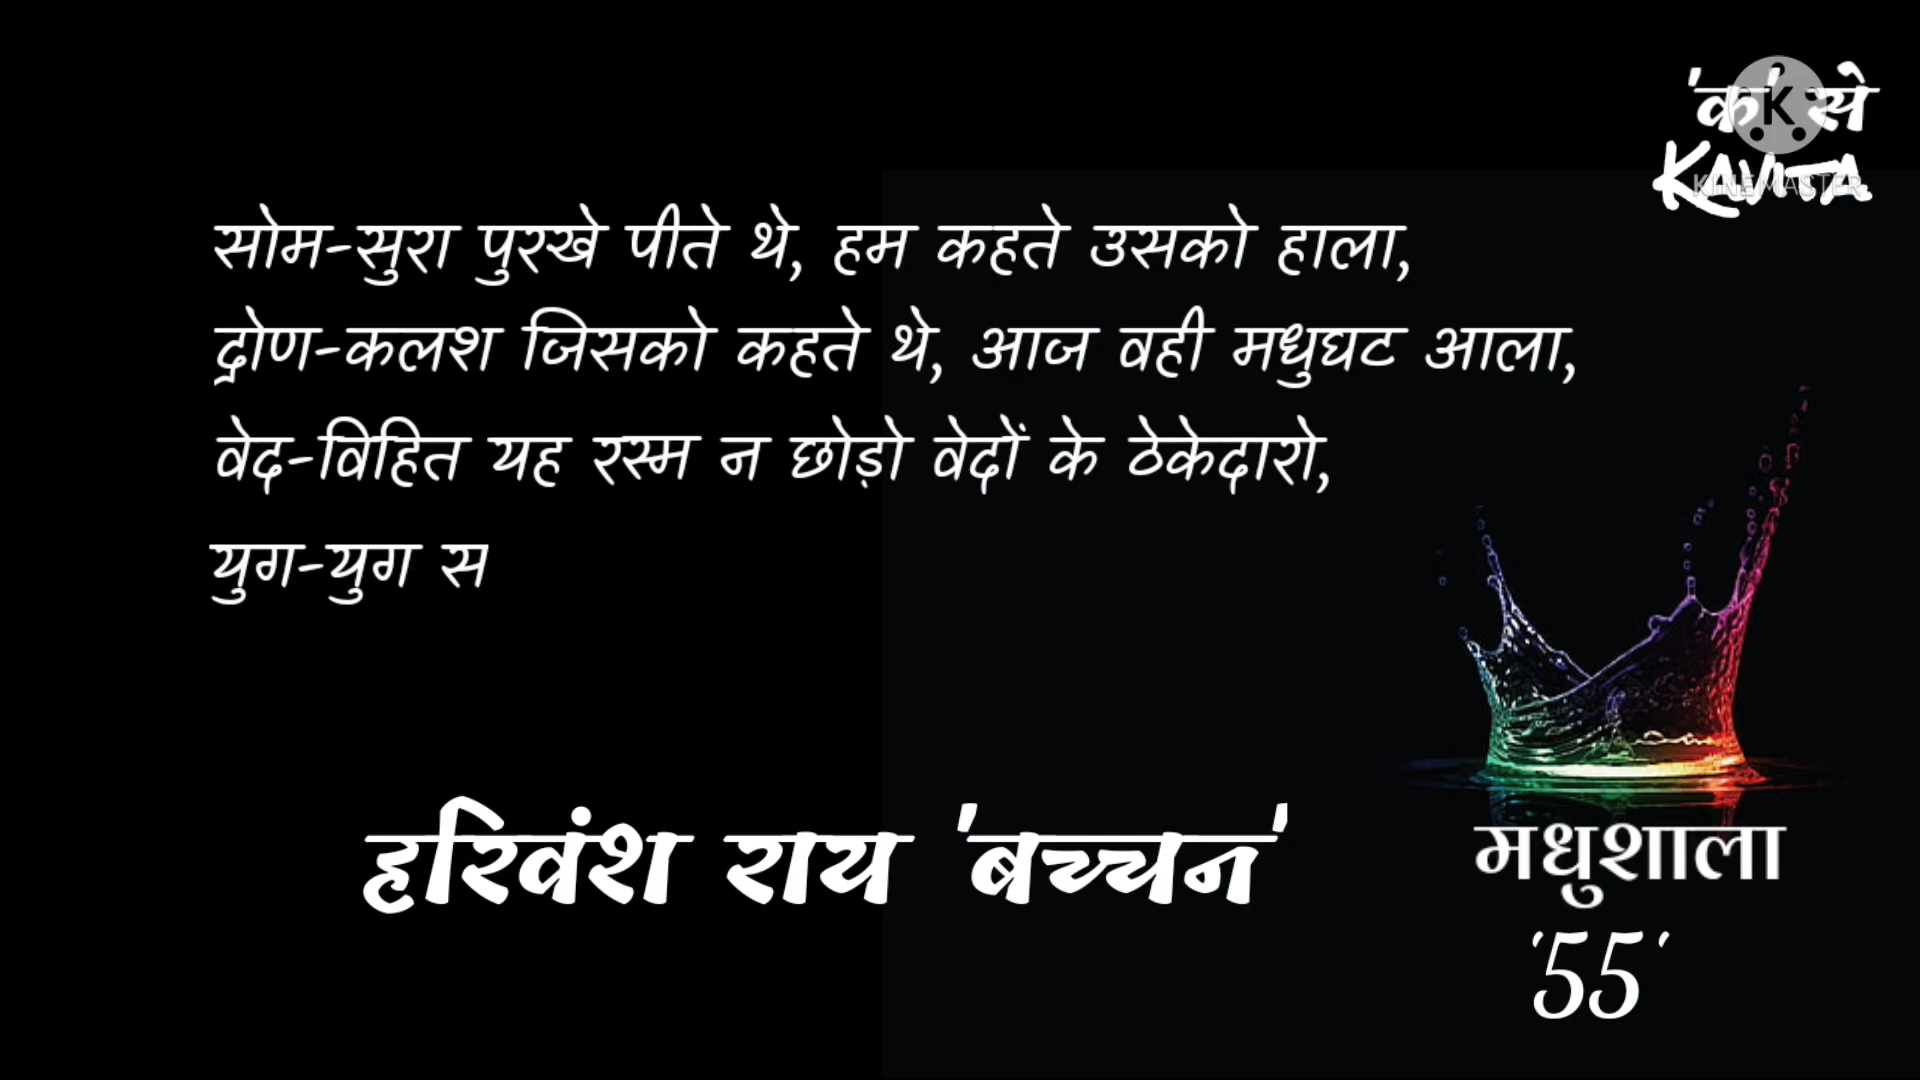 'क' से
KAVITA
KINEMASTER
सोम-सुरा पुरखे पीते थे, हम कहते उसको हाला,
द्रोण-कलश जिसको कहते थे, आज वही मधुघट आला,
वेद-विहित यह रस्म न छोड़ो वेदों के ठेकेदारो,
युग-युग स
हरिवंश राय 'बच्चन'
मधुशाला
'55'